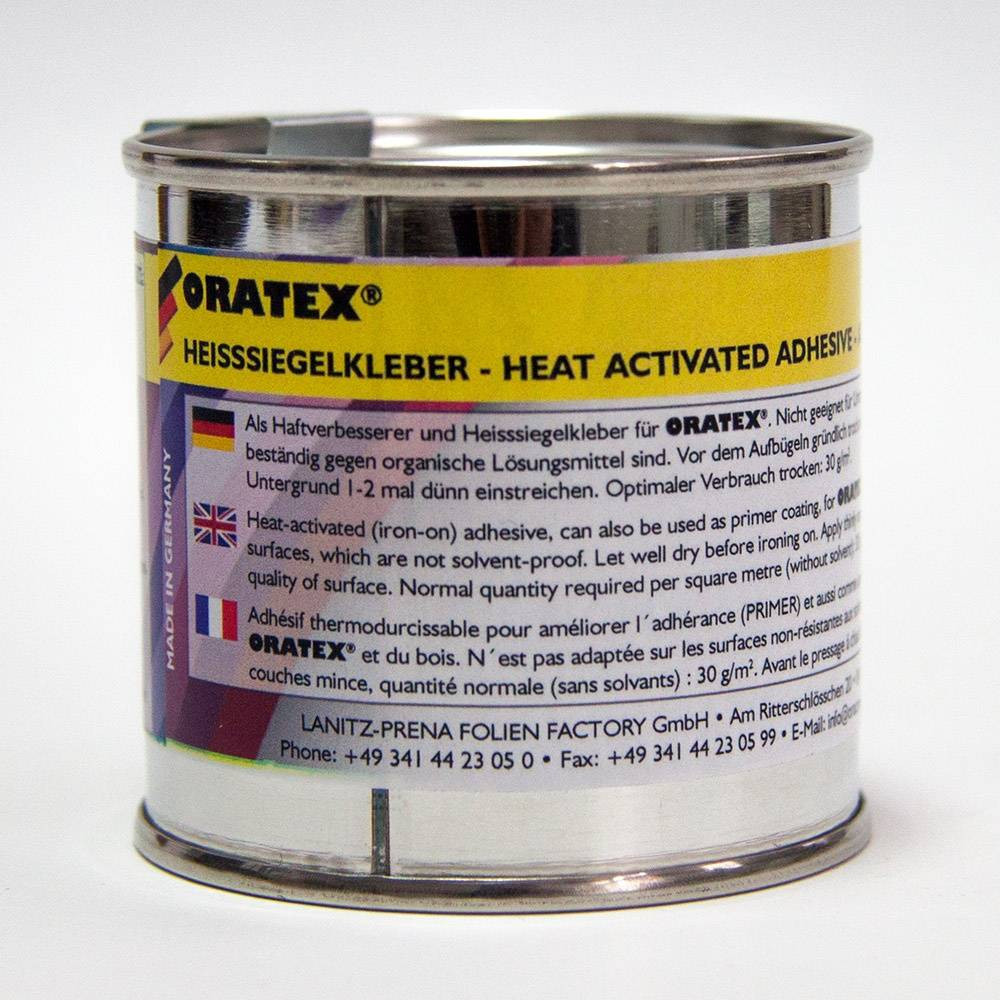 ORATEX®
HEISSSIEGELKLEBER - HEAT ACTIVATED ADHESIVE -
Als Haftverbesserer und Heisssiegelkleber für ORATEX®. Nicht geeignet für
beständig gegen organische Lösungsmittel sind. Vor dem Aufbügeln gründlich
Untergrund 1-2 mal dünn einstreichen. Optimaler Verbrauch trocken: 30 g/m².
Heat-activated (iron-on) adhesive, can also be used as primer coating, for
surfaces, which are not solvent-proof. Let well dry before ironing on. Apply thinly
quality of surface. Normal quantity required per square metre (without solvent):
Adhésif thermodurcissable pour améliorer l´adhérance (PRIMER) et aussi comme
ORATEX® et du bois. N´est pas adaptée sur les surfaces non-résistantes aux
couches mince, quantité normale (sans solvants) : 30 g/m². Avant le pressage à
LANITZ-PRENA FOLIEN FACTORY GmbH • Am Ritterschlösschen 20
Phone: +49 341 44 23 05 0 • Fax: +49 341 44 23 05 99 • E-Mail:
MADE IN GERMANY